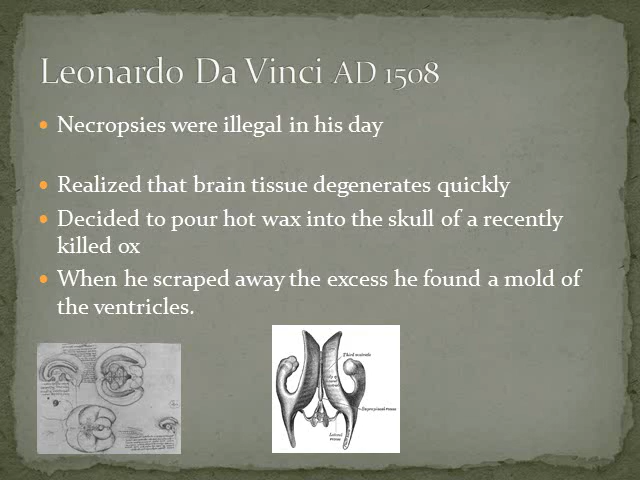 Leonardo Da Vinci AD 1508
• Necropsies were illegal in his day
• Realized that brain tissue degenerates quickly
• Decided to pour hot wax into the skull of a recently
killed ox
• When he scraped away the excess he found a mold of
the ventricles.
Third ventricle